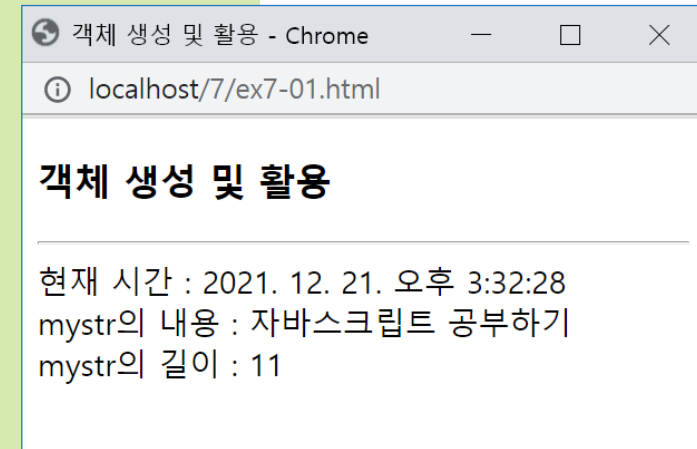 객체 생성 및 활용 - Chrome
localhost/7/ex7-01.html
객체 생성 및 활용
현재 시간 : 2021. 12. 21. 오후 3:32:28
mystr의 내용 : 자바스크립트 공부하기
mystr의 길이 : 11